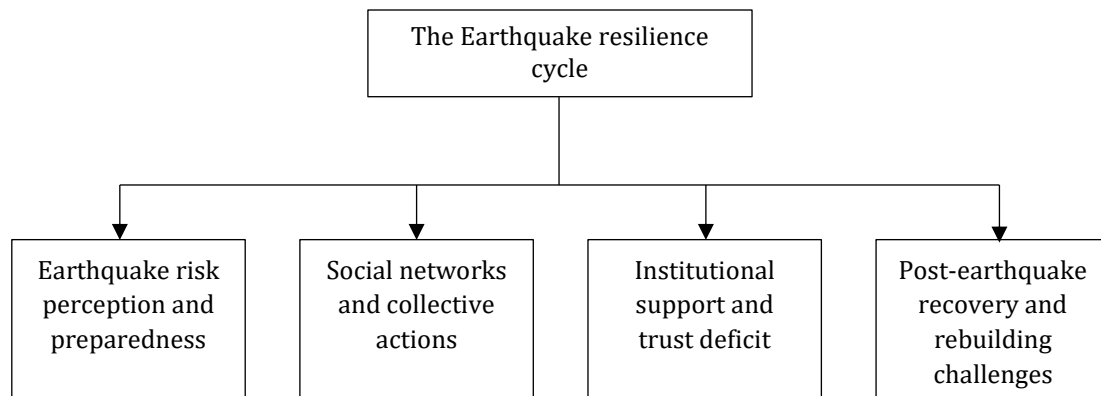 The Earthquake resilience
cycle
Earthquake risk
perception and
preparedness
Social networks
and collective
actions
Institutional
support and
trust deficit
Post-earthquake
recovery and
rebuilding
challenges